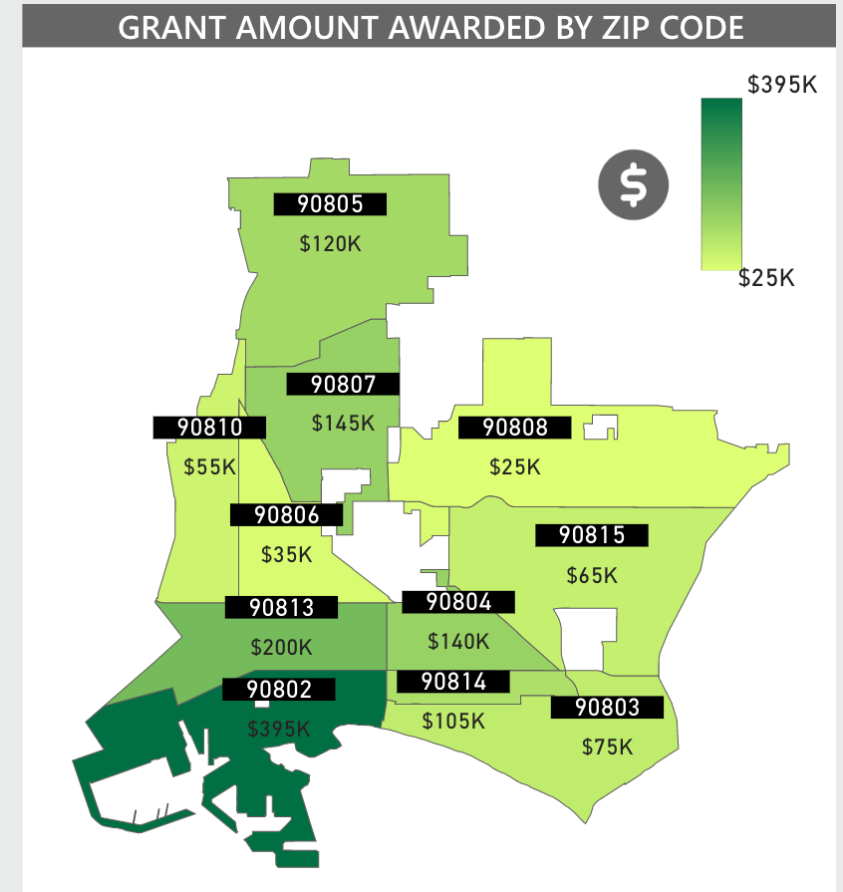 GRANT AMOUNT AWARDED BY ZIP CODE
$395K
$
$25K
90805
$120K
90807
$145K
90810
$55K
90808
$25K
90806
$35K
90815
$65K
90813
$200K
90804
$140K
90802
$395K
90814
$105K
90803
$75K